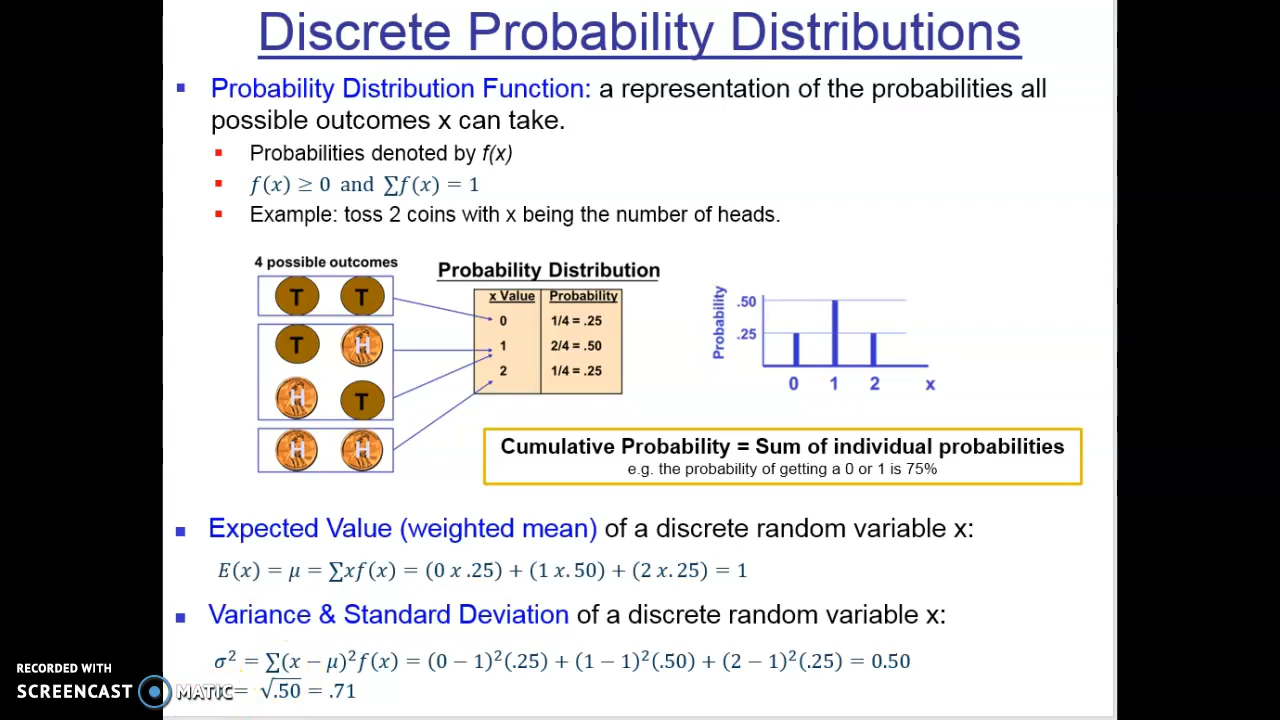 Discrete Probability Distributions
Probability Distribution Function: a representation of the probabilities all
possible outcomes x can take.
Probabilities denoted by f(x)
f(x) ≥ 0 and ∑f(x) = 1
Example: toss 2 coins with x being the number of heads.
4 possible outcomes
T T
T H
H T
H H
Probability Distribution
x Value Probability
0 1/4 = .25
1 2/4 = .50
2 1/4 = .25
Probability
.50
.25
0 1 2 x
Cumulative Probability = Sum of individual probabilities
e.g. the probability of getting a 0 or 1 is 75%
Expected Value (weighted mean) of a discrete random variable x:
E(x) = μ = ∑xf(x) = (0 x .25) + (1 x. 50) + (2 x. 25) = 1
Variance & Standard Deviation of a discrete random variable x:
σ² = ∑(x − μ)²f(x) = (0 − 1)²(.25) + (1 − 1)²(.50) + (2 − 1)²(.25) = 0.50
= √.50 = .71
RECORDED WITH
SCREENCAST MATIC